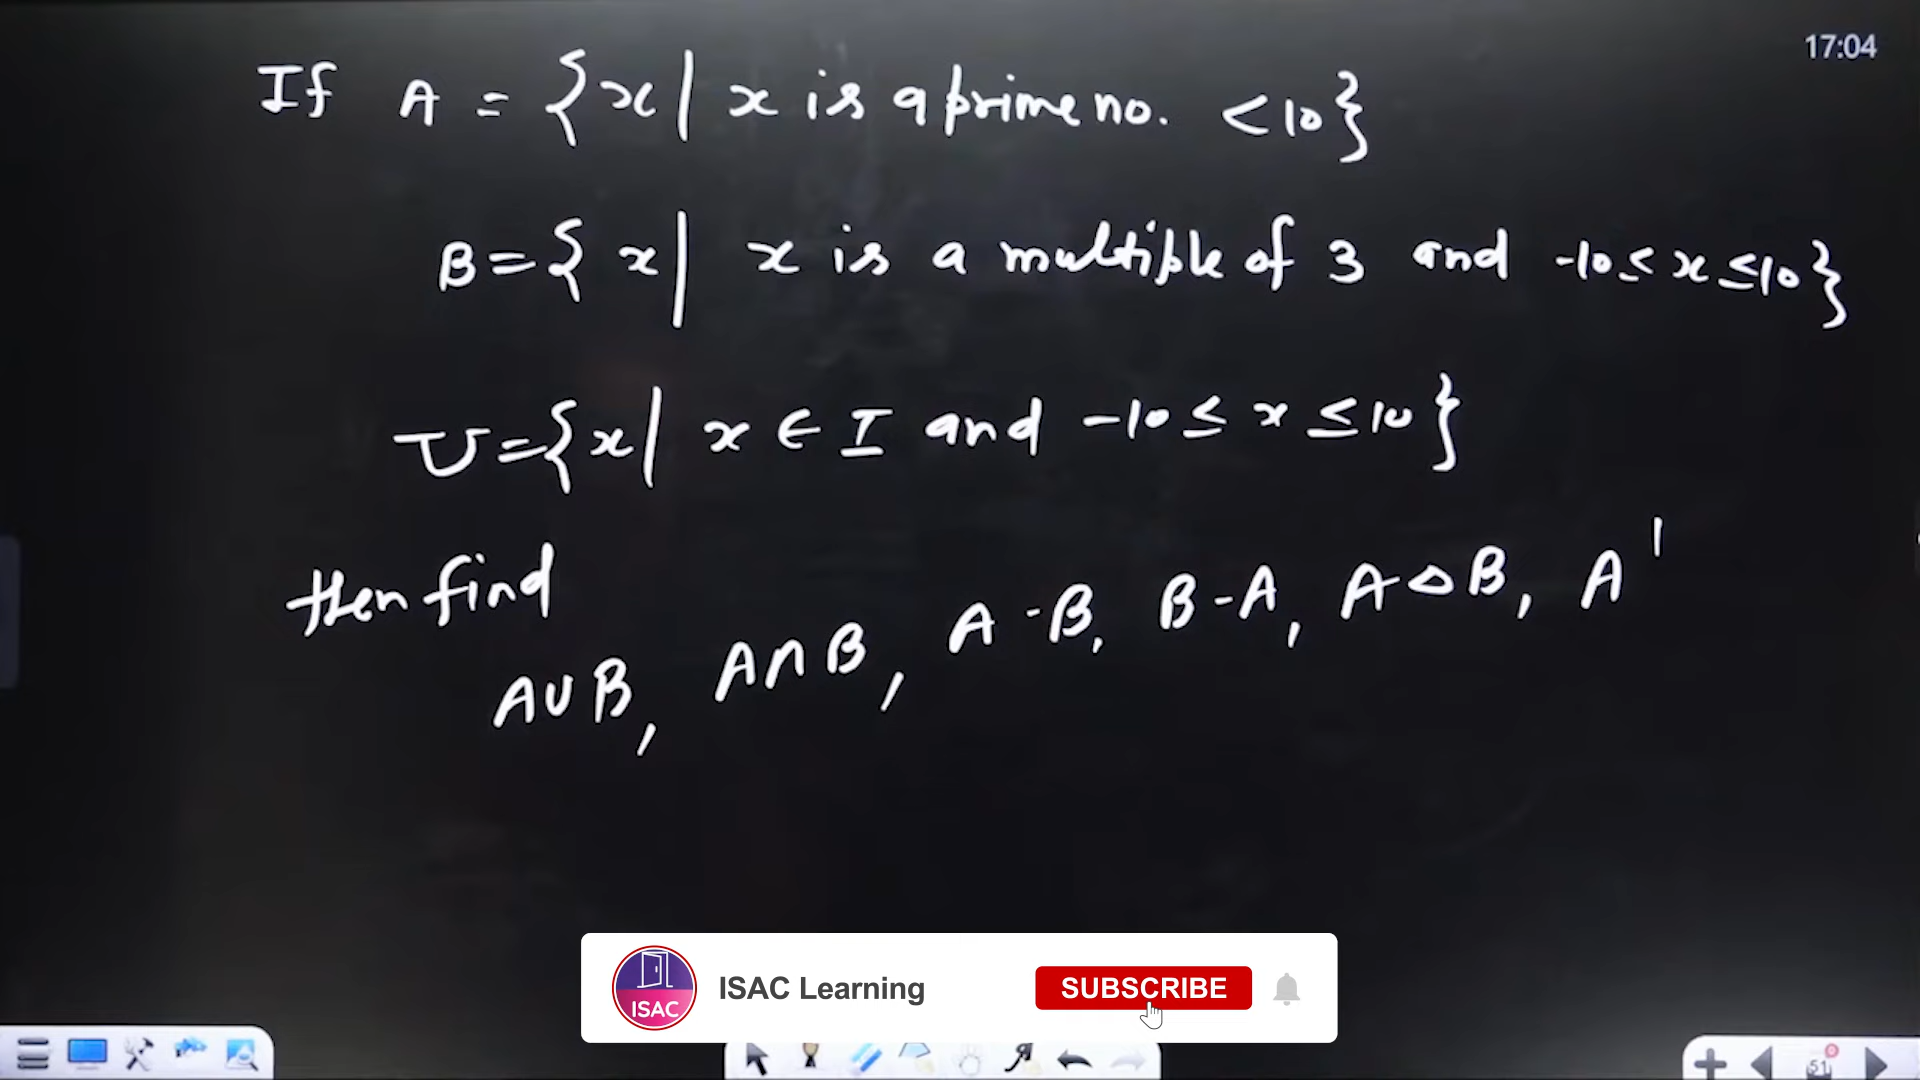 17:04
If A = {x | x is a prime no. < 10}
B = {x | x is a multiple of 3 and -10 ≤ x ≤ 10}
U = {x | x ∈ I and -10 ≤ x ≤ 10}
then find
A∪B, A∩B, A-B, B-A, A△B, A'
ISAC
ISAC Learning
SUBSCRIBE
51